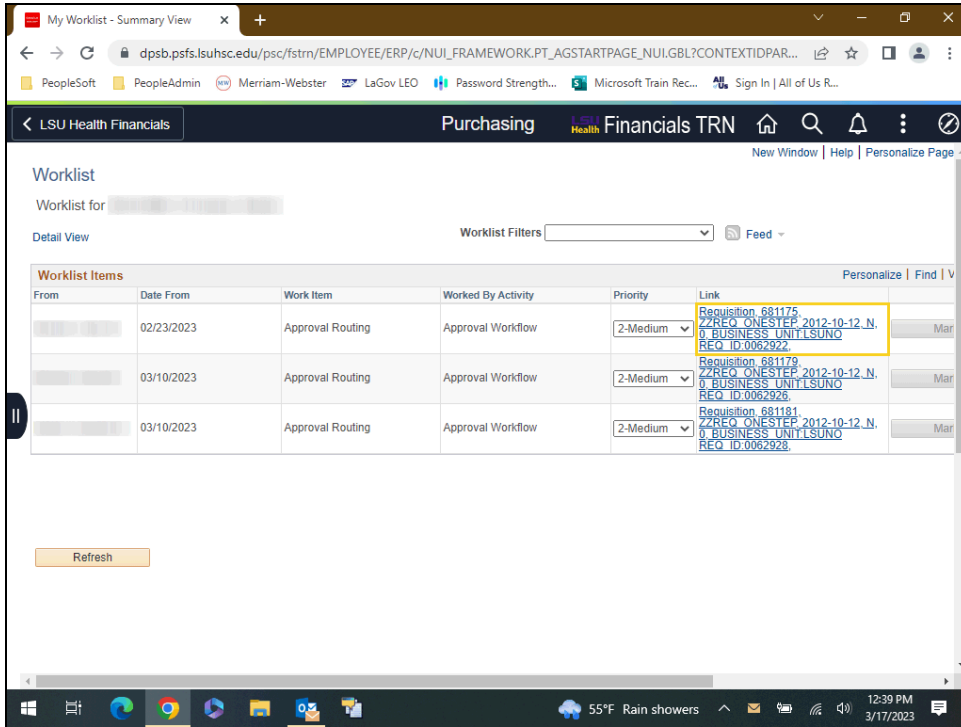 My Worklist - Summary View
dpsb.psfs.lsuhsc.edu/psc/fstrn/EMPLOYEE/ERP/c/NUI_FRAMEWORK.PT_AGSTARTPAGE_NUI.GBL?CONTEXTIDPAR...
PeopleSoft PeopleAdmin Merriam-Webster LaGov LEO Password Strength... Microsoft Train Rec... Sign In | All of Us R...
LSU Health Financials Purchasing LSU Health Financials TRN
New Window | Help | Personalize Page
Worklist
Worklist for
Detail View Worklist Filters Feed
Worklist Items Personalize | Find | V
From Date From Work Item Worked By Activity Priority Link
02/23/2023 Approval Routing Approval Workflow 2-Medium Requisition, 681175,
ZZREQ_ONESTEP, 2012-10-12, N,
0, BUSINESS_UNIT:LSUNO
REQ_ID:0062922,
Mar
03/10/2023 Approval Routing Approval Workflow 2-Medium Requisition, 681179,
ZZREQ_ONESTEP, 2012-10-12, N,
0, BUSINESS_UNIT:LSUNO
REQ_ID:0062926,
Mar
03/10/2023 Approval Routing Approval Workflow 2-Medium Requisition, 681181,
ZZREQ_ONESTEP, 2012-10-12, N,
0, BUSINESS_UNIT:LSUNO
REQ_ID:0062928,
Mar
Refresh
55°F Rain showers 12:39 PM
3/17/2023